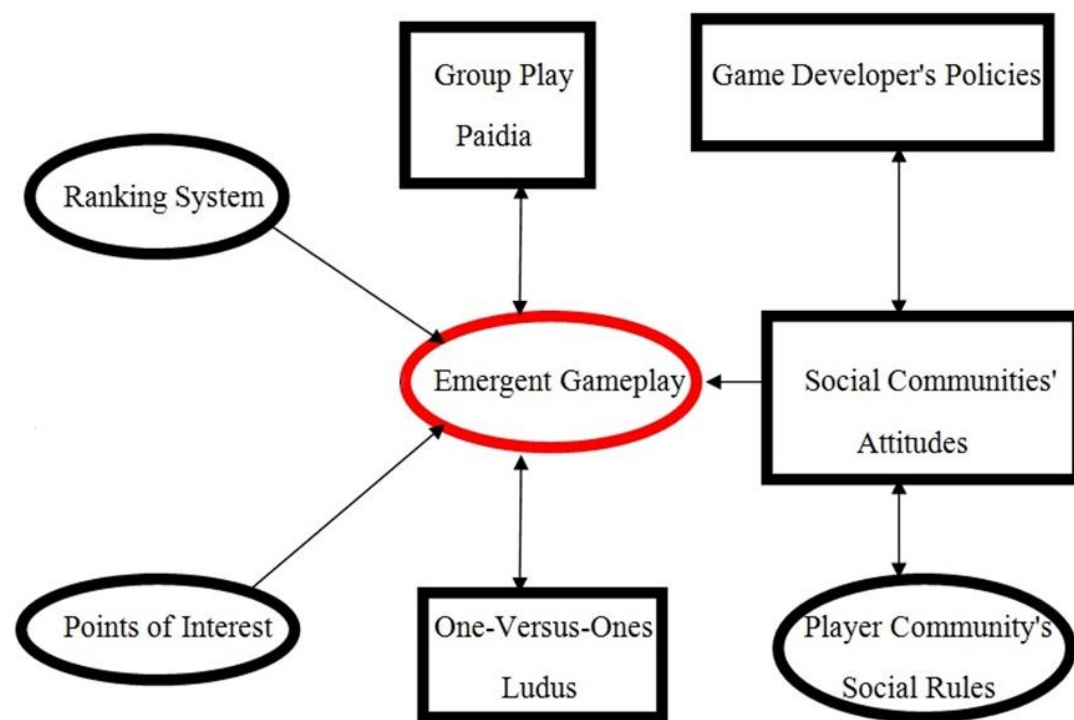 Group Play
Paidia
Game Developer's Policies
Ranking System
Emergent Gameplay
Social Communities'
Attitudes
Points of Interest
One-Versus-Ones
Ludus
Player Community's
Social Rules